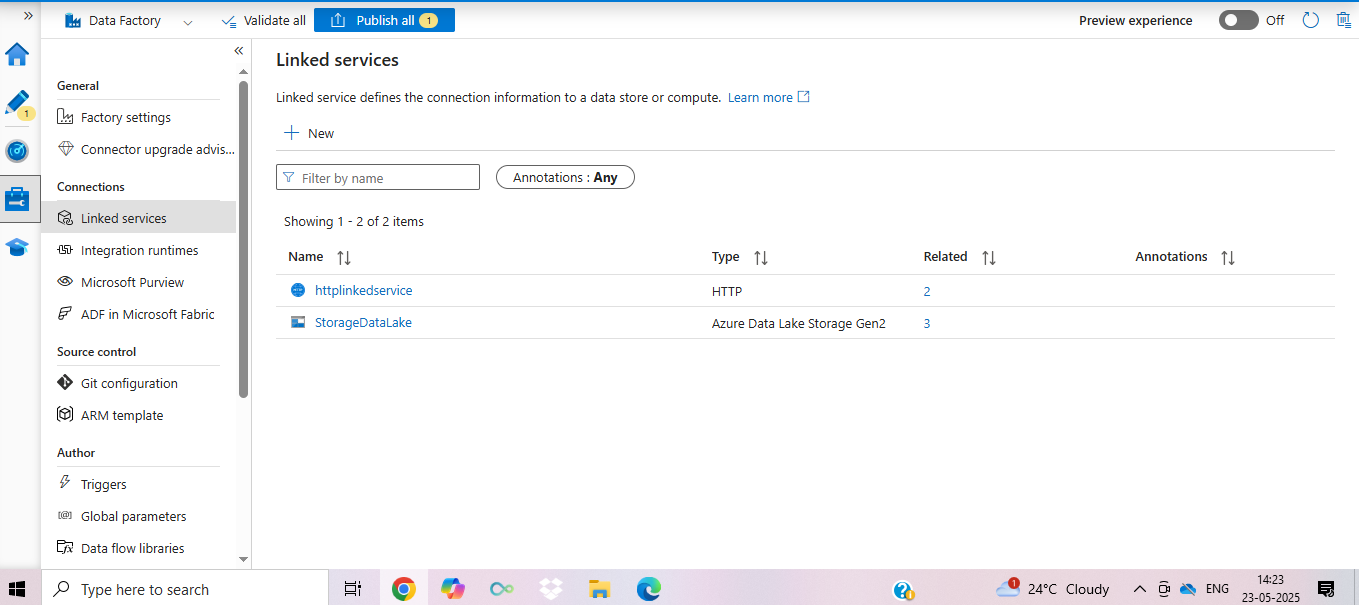 » Data Factory Validate all Publish all 1 Preview experience Off
«
Linked services
General
Linked service defines the connection information to a data store or compute. Learn more
1
Factory settings
New
Connector upgrade advis...
Connections
Filter by name Annotations : Any
Linked services
Showing 1 - 2 of 2 items
Integration runtimes
Name Type Related Annotations
Microsoft Purview
httplinkedservice HTTP 2
ADF in Microsoft Fabric
StorageDataLake Azure Data Lake Storage Gen2 3
Source control
Git configuration
ARM template
Author
Triggers
Global parameters
Data flow libraries
Type here to search 1 24°C Cloudy ENG 14:23
23-05-2025